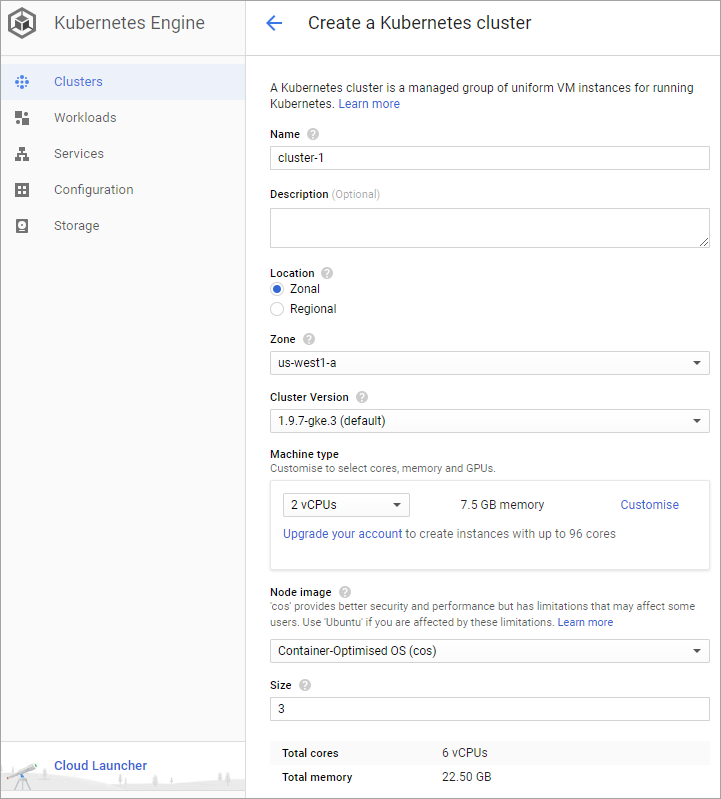 Kubernetes Engine
Create a Kubernetes cluster
Clusters
Workloads
Services
Configuration
Storage
Cloud Launcher
A Kubernetes cluster is a managed group of uniform VM instances for running
Kubernetes. Learn more
Name ?
cluster-1
Description (Optional)
Location ?
Zonal
Regional
Zone ?
us-west1-a
Cluster Version ?
1.9.7-gke.3 (default)
Machine type
Customise to select cores, memory and GPUs.
2 vCPUs 7.5 GB memory Customise
Upgrade your account to create instances with up to 96 cores
Node image ?
'cos' provides better security and performance but has limitations that may affect some
users. Use 'Ubuntu' if you are affected by these limitations. Learn more
Container-Optimised OS (cos)
Size ?
3
Total cores 6 vCPUs
Total memory 22.50 GB